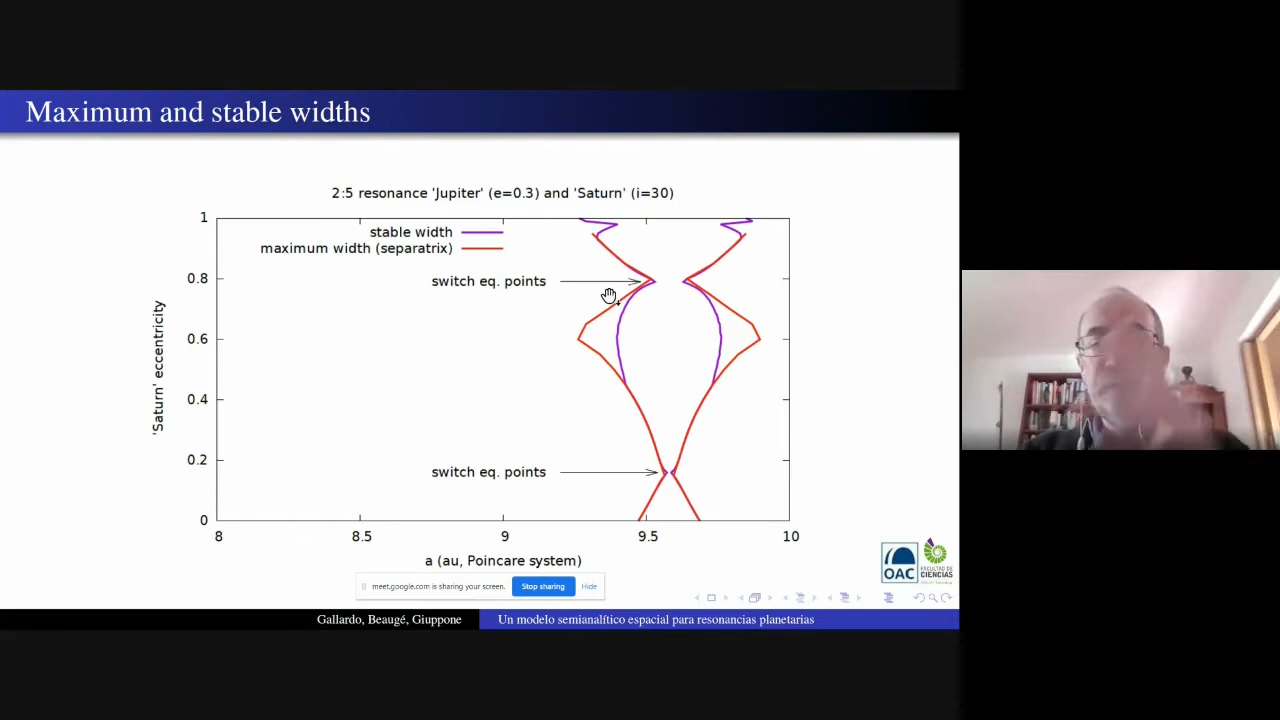 Maximum and stable widths
2:5 resonance 'Jupiter' (e=0.3) and 'Saturn' (i=30)
stable width
maximum width (separatrix)
switch eq. points
switch eq. points
'Saturn' eccentricity
1
0.8
0.6
0.4
0.2
0
8
8.5
9
9.5
10
a (au, Poincare system)
meet.google.com is sharing your screen.
Stop sharing
Hide
OAC
FACULTAD DE
CIENCIAS
Gallardo, Beaugé, Giuppone
Un modelo semianalítico espacial para resonancias planetarias